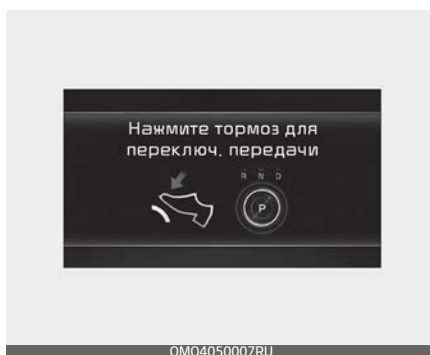 Нажмите тормоз для
переключ. передачи
R N D
P
OMQ4050007RU